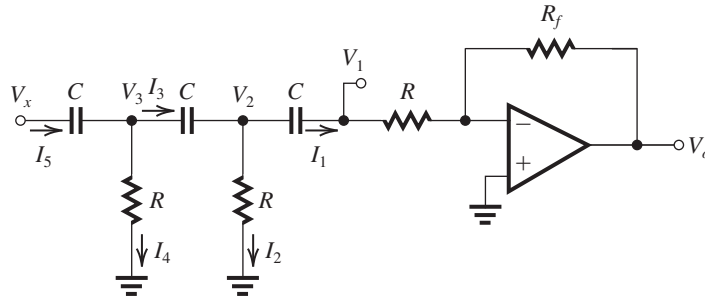 R_f
V_1
V_x C V_3 I_3 C V_2 C R
I_5 I_1
− + V_o
R R
I_4 I_2